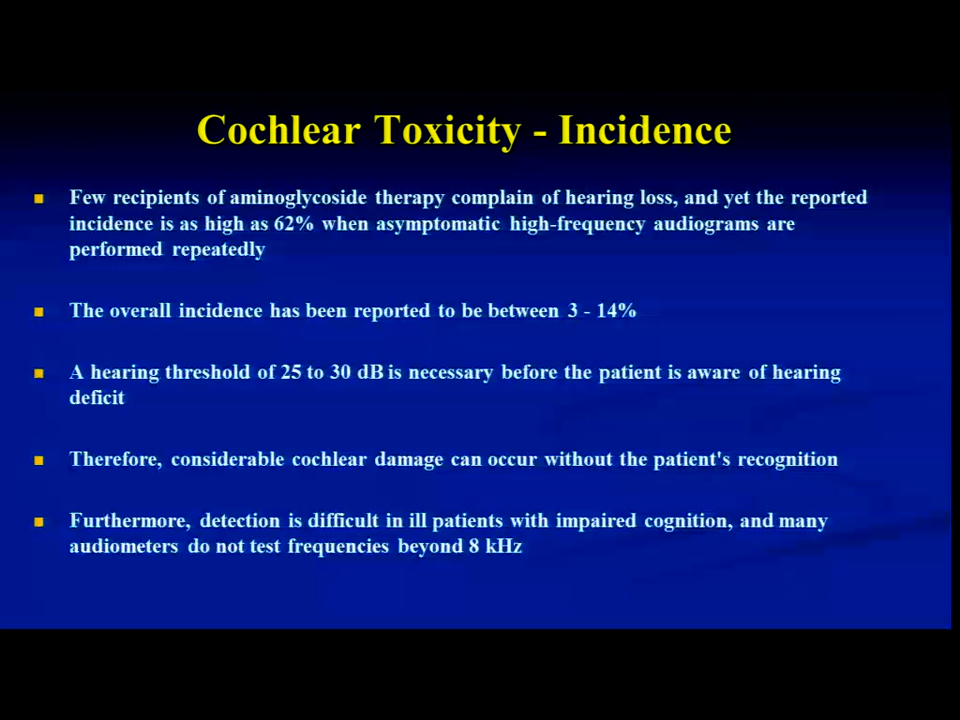 Cochlear Toxicity - Incidence
Few recipients of aminoglycoside therapy complain of hearing loss, and yet the reported
incidence is as high as 62% when asymptomatic high-frequency audiograms are
performed repeatedly
The overall incidence has been reported to be between 3 - 14%
A hearing threshold of 25 to 30 dB is necessary before the patient is aware of hearing
deficit
Therefore, considerable cochlear damage can occur without the patient's recognition
Furthermore, detection is difficult in ill patients with impaired cognition, and many
audiometers do not test frequencies beyond 8 kHz